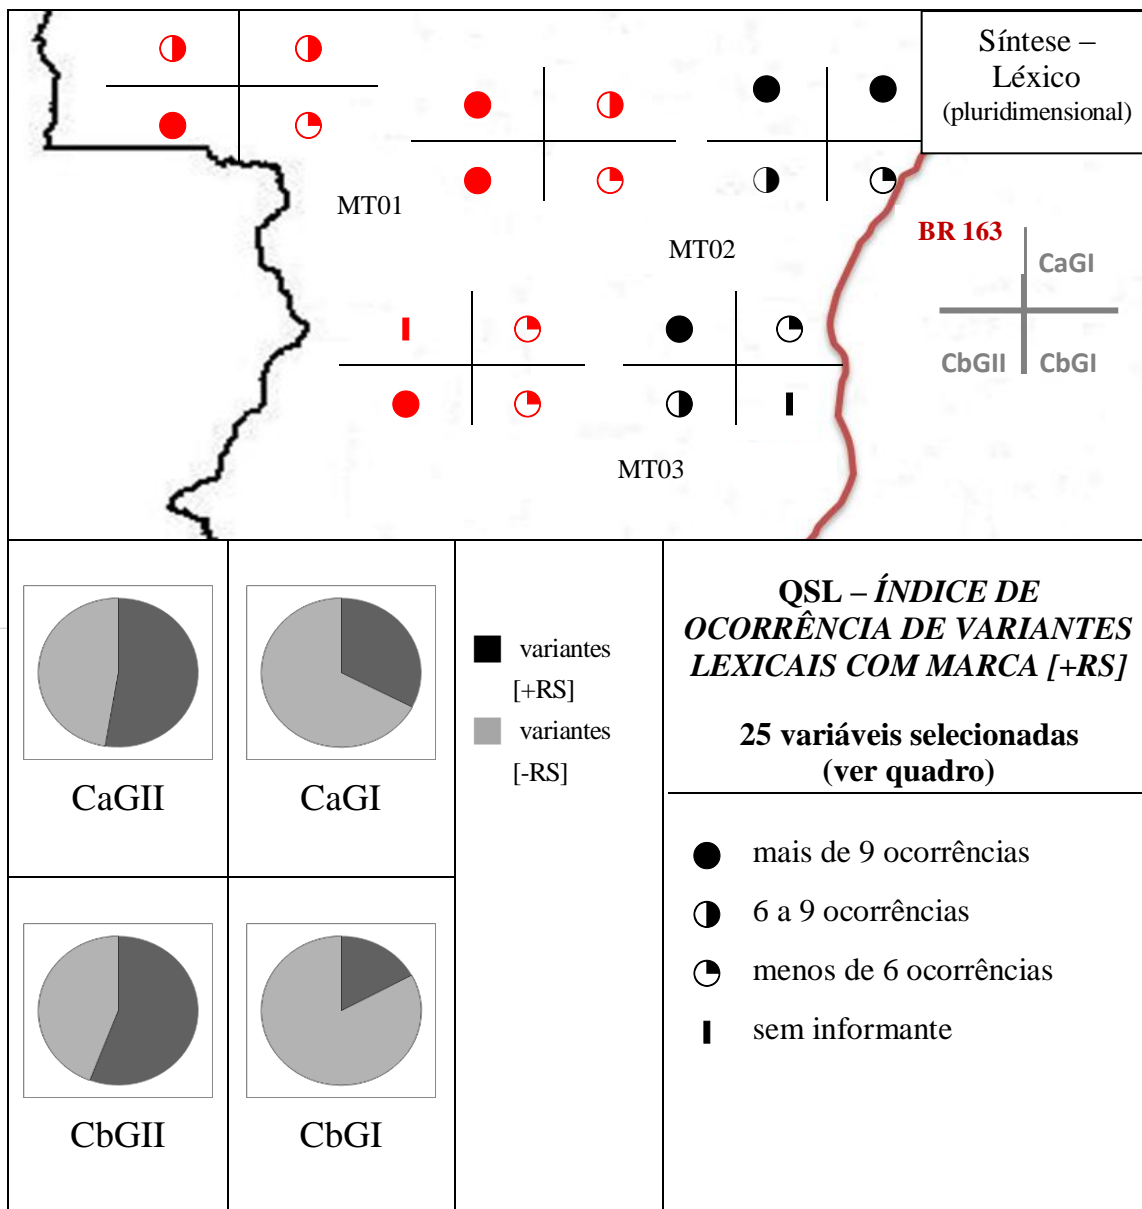 Síntese –
Léxico
(pluridimensional)
MT01
BR 163
MT02
CaGI
CbGII
CbGI
MT03
CaGII
CaGI
variantes
[+RS]
variantes
[-RS]
CbGII
CbGI
QSL – ÍNDICE DE
OCORRÊNCIA DE VARIANTES
LEXICAIS COM MARCA [+RS]
25 variáveis selecionadas
(ver quadro)
mais de 9 ocorrências
6 a 9 ocorrências
menos de 6 ocorrências
sem informante